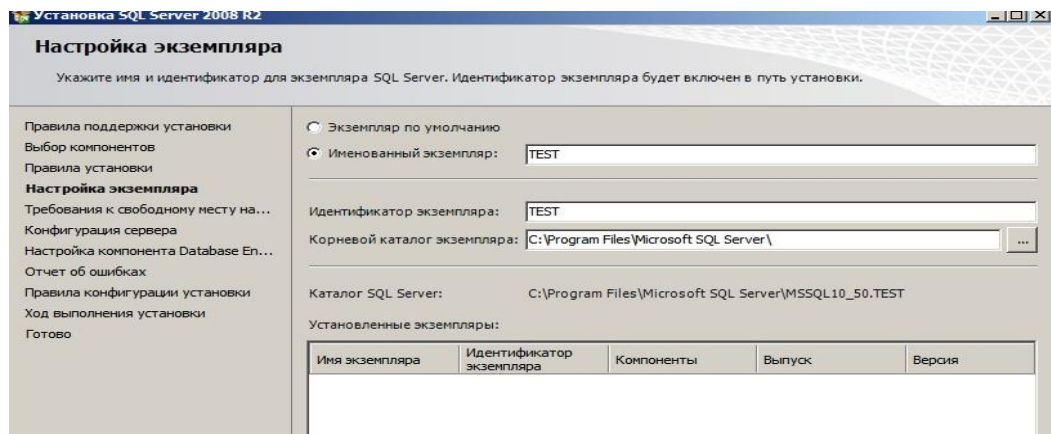 Установка SQL Server 2008 R2
Настройка экземпляра
Укажите имя и идентификатор для экземпляра SQL Server. Идентификатор экземпляра будет включен в путь установки.
Правила поддержки установки
Выбор компонентов
Правила установки
Настройка экземпляра
Требования к свободному месту на...
Конфигурация сервера
Настройка компонента Database En...
Отчет об ошибках
Правила конфигурации установки
Ход выполнения установки
Готово
Экземпляр по умолчанию
Именованный экземпляр: TEST
Идентификатор экземпляра: TEST
Корневой каталог экземпляра: C:\Program Files\Microsoft SQL Server\ ...
Каталог SQL Server: C:\Program Files\Microsoft SQL Server\MSSQL10_50.TEST
Установленные экземпляры:
Имя экземпляра Идентификатор экземпляра Компоненты Выпуск Версия